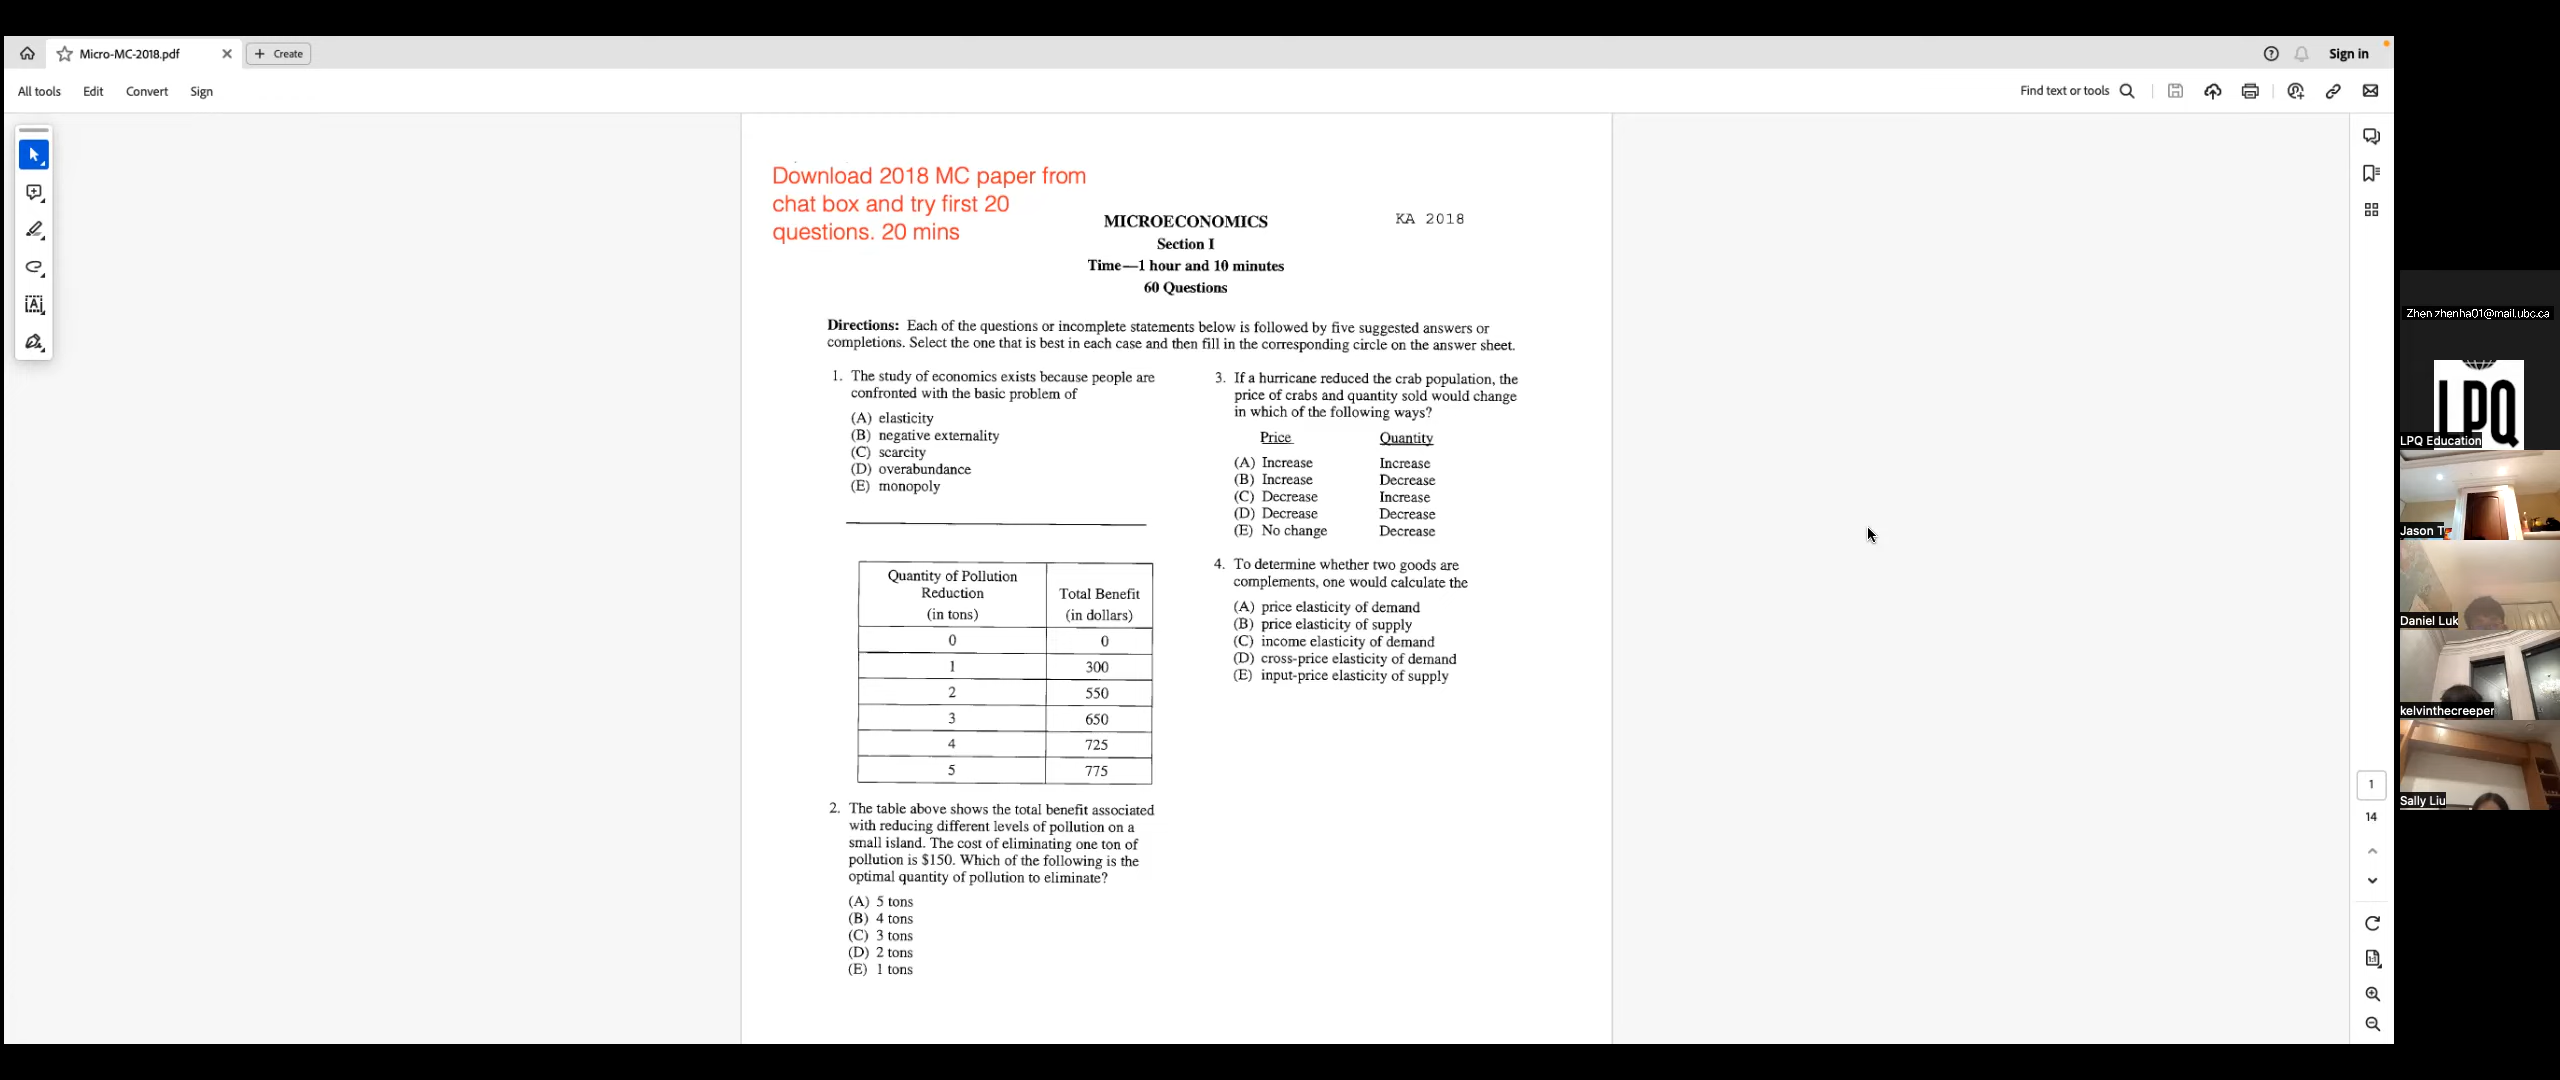 Micro-MC-2018.pdf
Create
Sign in
All tools
Edit
Convert
Sign
Find text or tools
Download 2018 MC paper from
chat box and try first 20
questions. 20 mins
MICROECONOMICS
KA 2018
Section I
Time—1 hour and 10 minutes
60 Questions
Directions: Each of the questions or incomplete statements below is followed by five suggested answers or
completions. Select the one that is best in each case and then fill in the corresponding circle on the answer sheet.
1. The study of economics exists because people are
confronted with the basic problem of
(A) elasticity
(B) negative externality
(C) scarcity
(D) overabundance
(E) monopoly
Quantity of Pollution
Reduction
(in tons)
Total Benefit
(in dollars)
0 0
1 300
2 550
3 650
4 725
5 775
2. The table above shows the total benefit associated
with reducing different levels of pollution on a
small island. The cost of eliminating one ton of
pollution is $150. Which of the following is the
optimal quantity of pollution to eliminate?
(A) 5 tons
(B) 4 tons
(C) 3 tons
(D) 2 tons
(E) 1 tons
3. If a hurricane reduced the crab population, the
price of crabs and quantity sold would change
in which of the following ways?
Price Quantity
(A) Increase Increase
(B) Increase Decrease
(C) Decrease Increase
(D) Decrease Decrease
(E) No change Decrease
4. To determine whether two goods are
complements, one would calculate the
(A) price elasticity of demand
(B) price elasticity of supply
(C) income elasticity of demand
(D) cross-price elasticity of demand
(E) input-price elasticity of supply
1
14
Zhen zhenha01@mail.ubc.ca
LPQ
LPQ Education
Jason T
Daniel Luk
kelvinthecreeper
Sally Liu